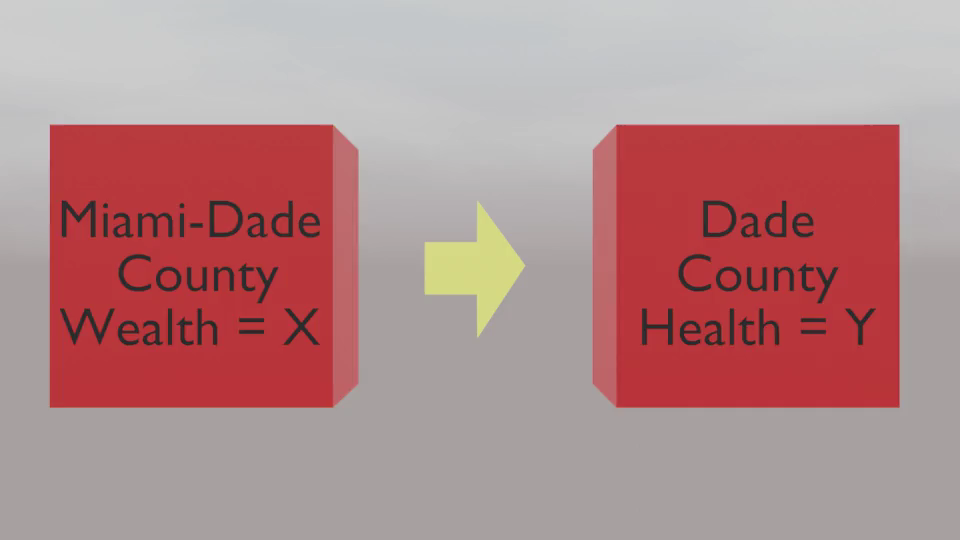 Miami-Dade
County
Wealth = X
Dade
County
Health = Y